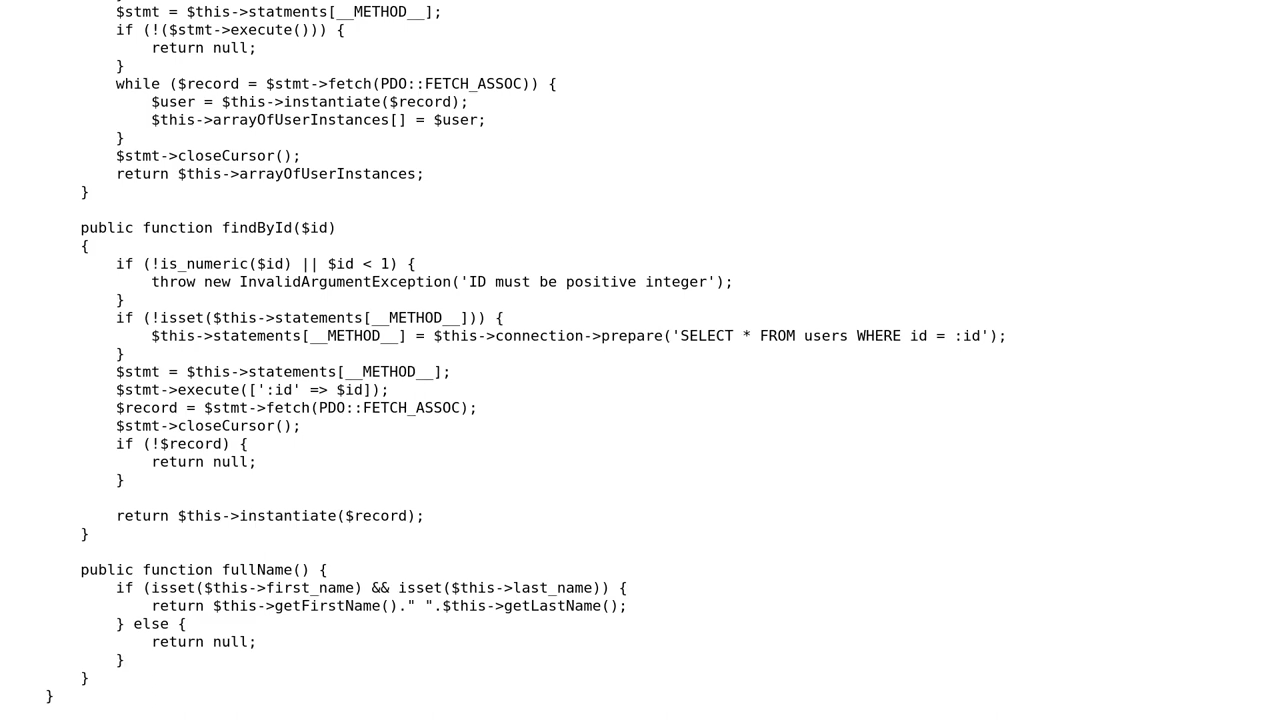 $stmt = $this->statments[__METHOD__];
if (!($stmt->execute())) {
return null;
}
while ($record = $stmt->fetch(PDO::FETCH_ASSOC)) {
$user = $this->instantiate($record);
$this->arrayOfUserInstances[] = $user;
}
$stmt->closeCursor();
return $this->arrayOfUserInstances;
}

public function findById($id)
{
if (!is_numeric($id) || $id < 1) {
throw new InvalidArgumentException('ID must be positive integer');
}
if (!isset($this->statements[__METHOD__])) {
$this->statements[__METHOD__] = $this->connection->prepare('SELECT * FROM users WHERE id = :id');
}
$stmt = $this->statements[__METHOD__];
$stmt->execute([':id' => $id]);
$record = $stmt->fetch(PDO::FETCH_ASSOC);
$stmt->closeCursor();
if (!$record) {
return null;
}

return $this->instantiate($record);
}

public function fullName() {
if (isset($this->first_name) && isset($this->last_name)) {
return $this->getFirstName()." ".$this->getLastName();
} else {
return null;
}
}
}